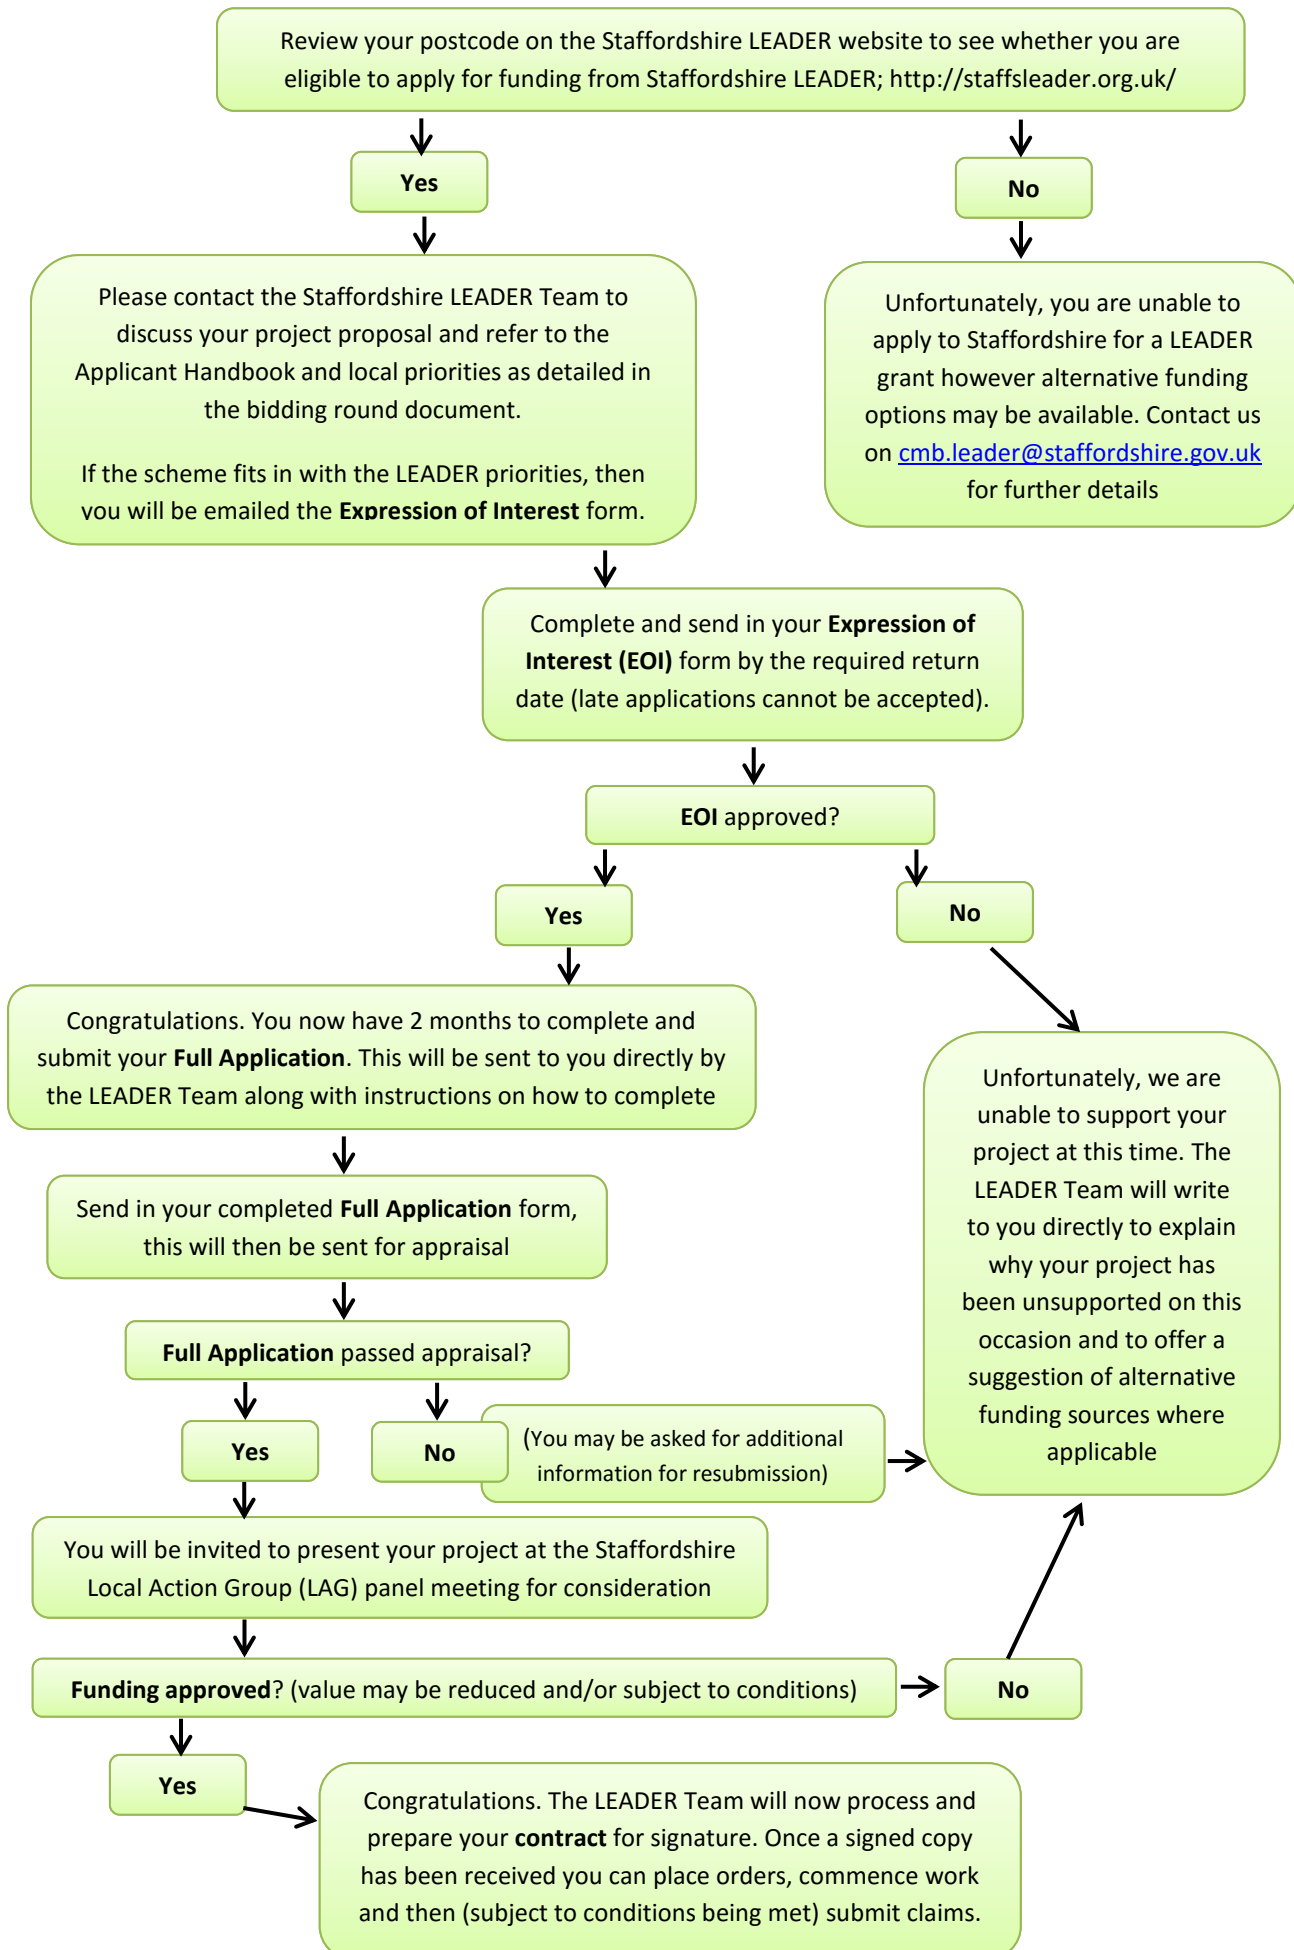 Review your postcode on the Staffordshire LEADER website to see whether you are
eligible to apply for funding from Staffordshire LEADER; http://staffsleader.org.uk/
Yes
No
Please contact the Staffordshire LEADER Team to
discuss your project proposal and refer to the
Applicant Handbook and local priorities as detailed in
the bidding round document.
If the scheme fits in with the LEADER priorities, then
you will be emailed the Expression of Interest form.
Unfortunately, you are unable to
apply to Staffordshire for a LEADER
grant however alternative funding
options may be available. Contact us
on cmb.leader@staffordshire.gov.uk
for further details
Complete and send in your Expression of
Interest (EOI) form by the required return
date (late applications cannot be accepted).
EOI approved?
Yes
No
Congratulations. You now have 2 months to complete and
submit your Full Application. This will be sent to you directly by
the LEADER Team along with instructions on how to complete
Unfortunately, we are
unable to support your
project at this time. The
LEADER Team will write
to you directly to explain
why your project has
been unsupported on this
occasion and to offer a
suggestion of alternative
funding sources where
applicable
Send in your completed Full Application form,
this will then be sent for appraisal
Full Application passed appraisal?
Yes
No
(You may be asked for additional
information for resubmission)
You will be invited to present your project at the Staffordshire
Local Action Group (LAG) panel meeting for consideration
Funding approved? (value may be reduced and/or subject to conditions)
No
Yes
Congratulations. The LEADER Team will now process and
prepare your contract for signature. Once a signed copy
has been received you can place orders, commence work
and then (subject to conditions being met) submit claims.